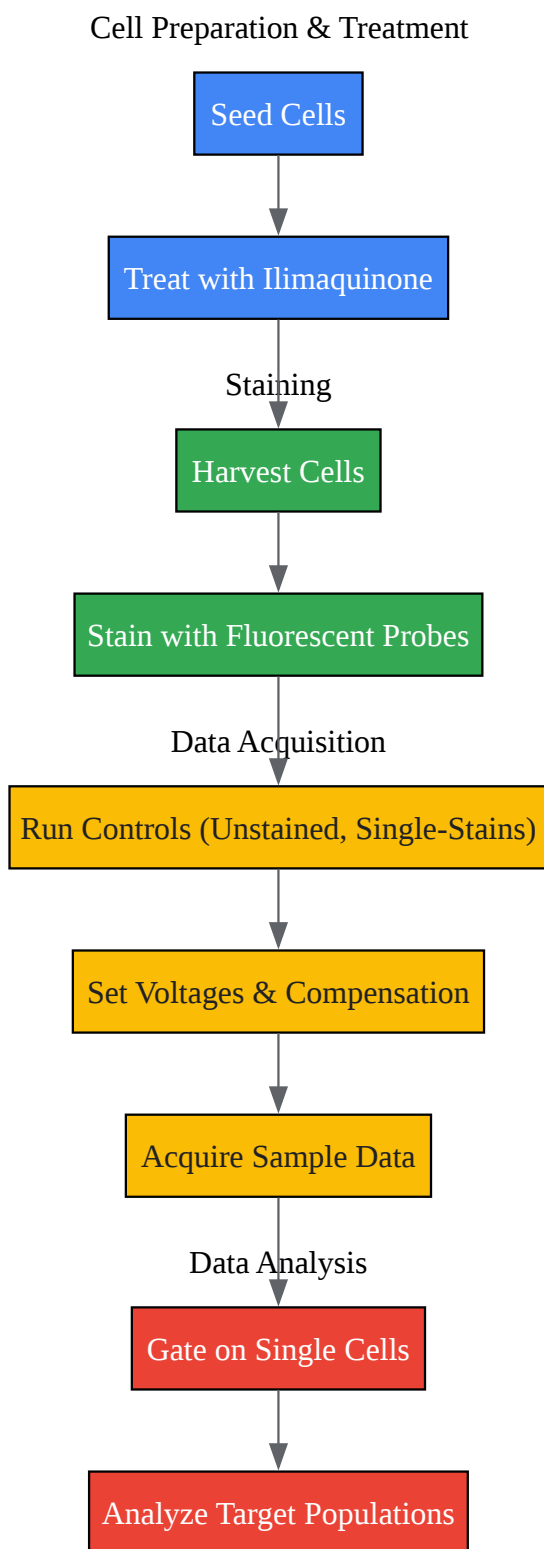 Cell Preparation & Treatment
Seed Cells
Treat with Ilimaquinone
Staining
Harvest Cells
Stain with Fluorescent Probes
Data Acquisition
Run Controls (Unstained, Single-Stains)
Set Voltages & Compensation
Acquire Sample Data
Data Analysis
Gate on Single Cells
Analyze Target Populations